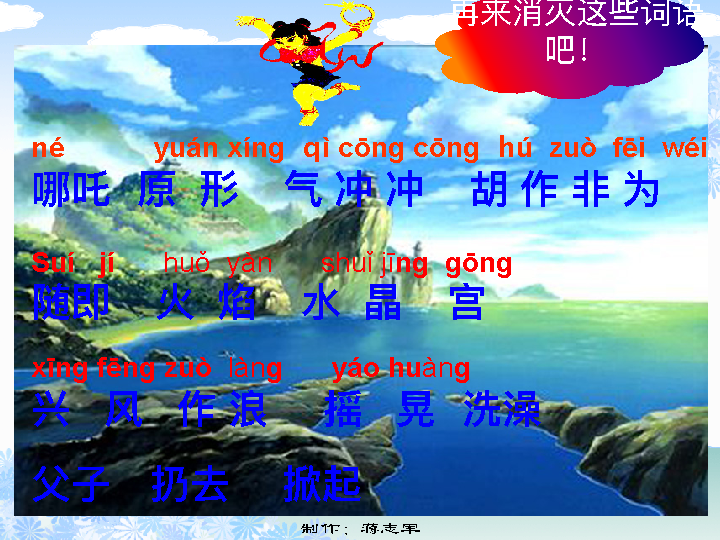 再来消灭这些词语
吧！
né yuán xíng qì cōng cōng hú zuò fēi wéi
哪吒 原 形 气 冲 冲 胡 作 非 为
Suí jí huǒ yān shuǐ jīng gōng
随即 火 焰 水 晶 宫
xīng fēng zuò làng yáo huàng
兴 风 作 浪 摇 晃 洗澡
父子 扔去 掀起
制作：蒋志军